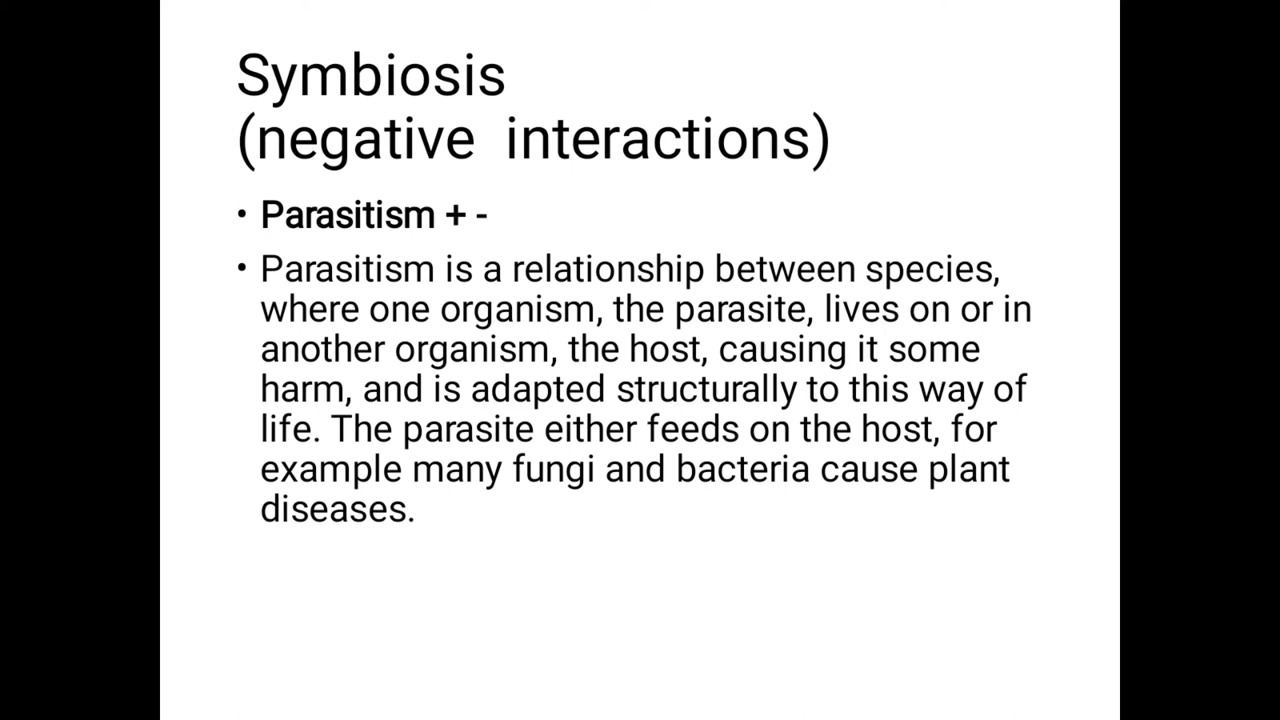 Symbiosis
(negative  interactions)
• Parasitism + -
• Parasitism is a relationship between species,
where one organism, the parasite, lives on or in
another organism, the host, causing it some
harm, and is adapted structurally to this way of
life. The parasite either feeds on the host, for
example many fungi and bacteria cause plant
diseases.